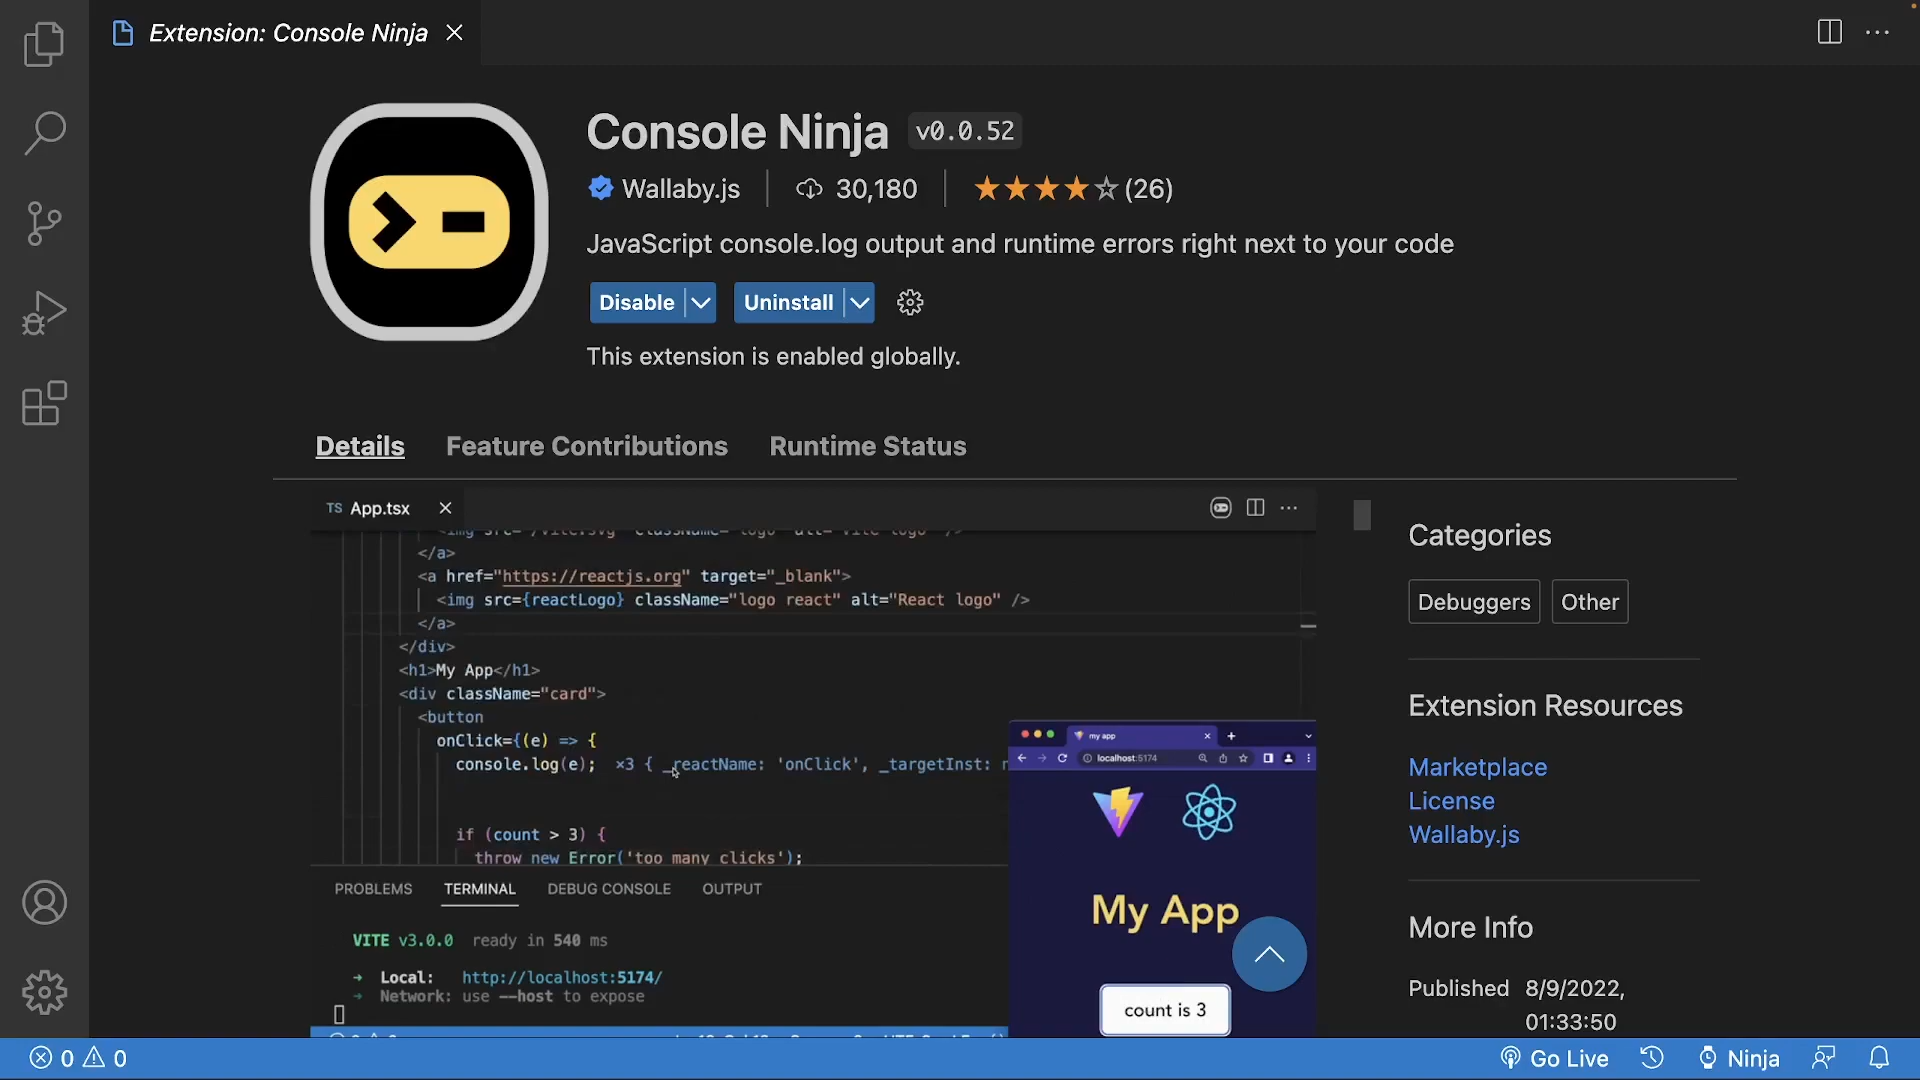 Extension: Console Ninja
Console Ninja v0.0.52
Wallaby.js 30,180 (26)
JavaScript console.log output and runtime errors right next to your code
Disable Uninstall
This extension is enabled globally.
Details Feature Contributions Runtime Status
TS App.tsx
</a>
<a href="https://reactjs.org" target="_blank">
<img src={reactLogo} className="logo react" alt="React logo" />
</a>
</div>
<h1>My App</h1>
<div className="card">
<button
onClick={(e) => {
console.log(e); ×3 { _reactName: 'onClick', _targetInst:
if (count > 3) {
throw new Error('too many clicks');
PROBLEMS TERMINAL DEBUG CONSOLE OUTPUT
VITE v3.0.0 ready in 540 ms
➜ Local: http://localhost:5174/
➜ Network: use --host to expose
my app
localhost:5174
My App
count is 3
Categories
Debuggers Other
Extension Resources
Marketplace
License
Wallaby.js
More Info
Published 8/9/2022,
01:33:50
0 0 Go Live Ninja